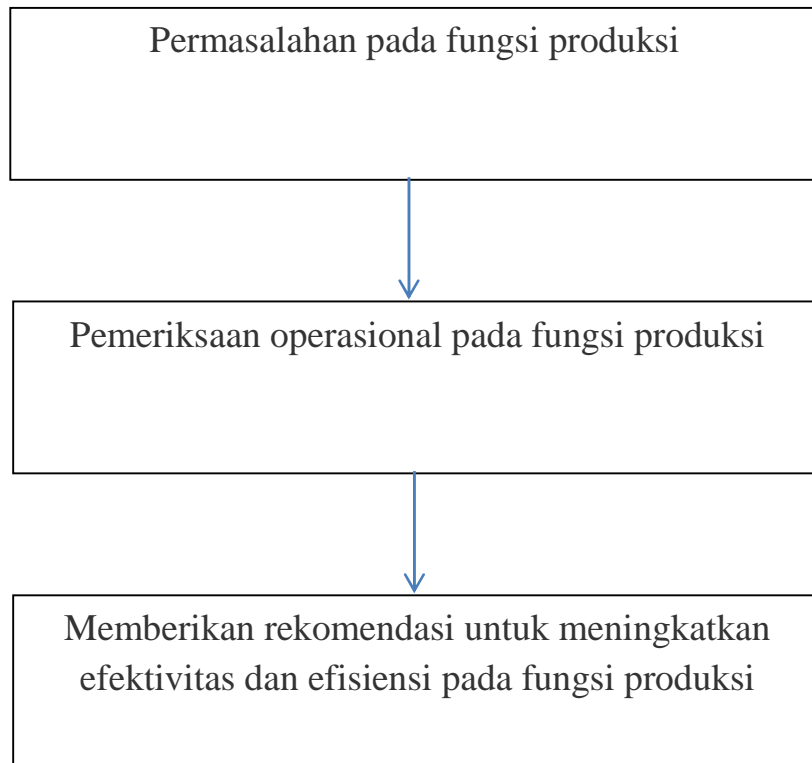 Permasalahan pada fungsi produksi
Pemeriksaan operasional pada fungsi produksi
Memberikan rekomendasi untuk meningkatkan
efektivitas dan efisiensi pada fungsi produksi